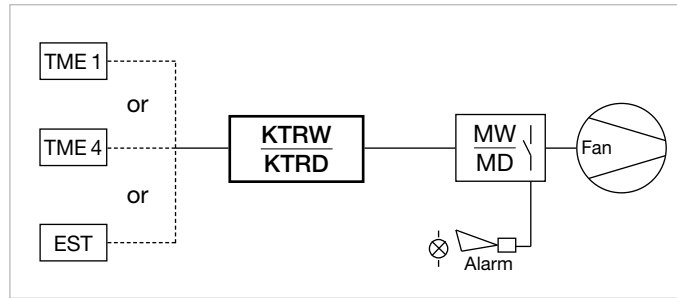 TME 1
or
TME 4
or
EST
KTRW
KTRD
MW
MD
Fan
Alarm